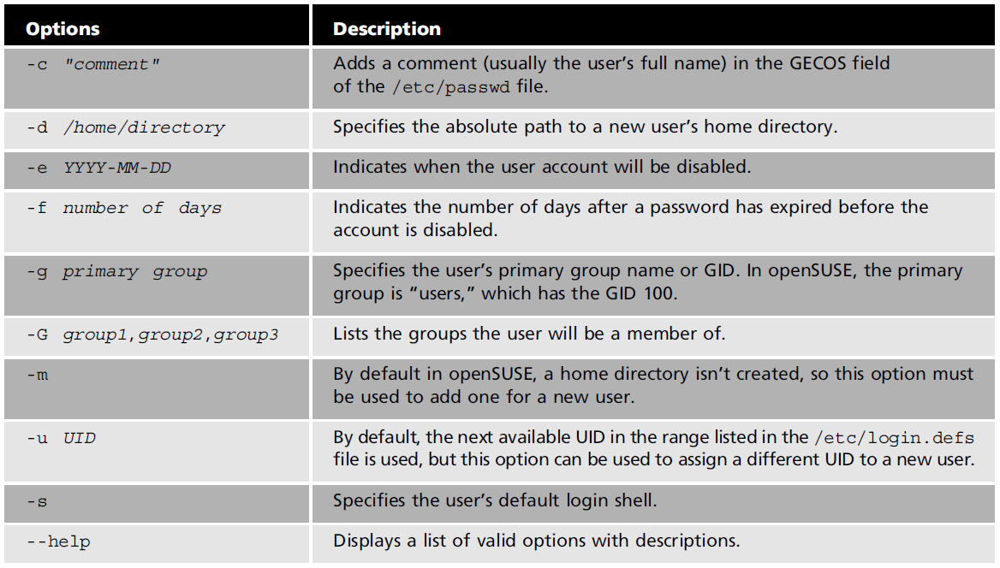 Options Description
-c "comment" Adds a comment (usually the user’s full name) in the GECOS field
of the /etc/passwd file.
-d /home/directory Specifies the absolute path to a new user’s home directory.
-e YYYY-MM-DD Indicates when the user account will be disabled.
-f number of days Indicates the number of days after a password has expired before the
account is disabled.
-g primary group Specifies the user’s primary group name or GID. In openSUSE, the primary
group is “users,” which has the GID 100.
-G group1,group2,group3 Lists the groups the user will be a member of.
-m By default in openSUSE, a home directory isn’t created, so this option must
be used to add one for a new user.
-u UID By default, the next available UID in the range listed in the /etc/login.defs
file is used, but this option can be used to assign a different UID to a new user.
-s Specifies the user’s default login shell.
--help Displays a list of valid options with descriptions.